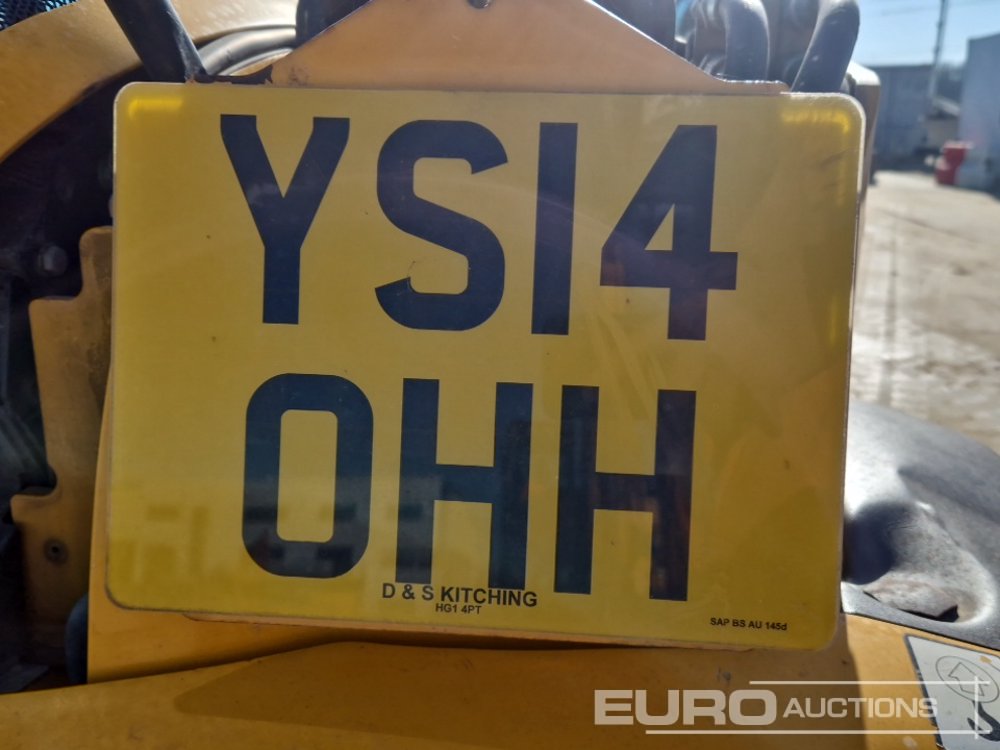 YS14
OHH
D & S KITCHING
HG1 4PT
SAP BS AU 145d
EURO AUCTIONS